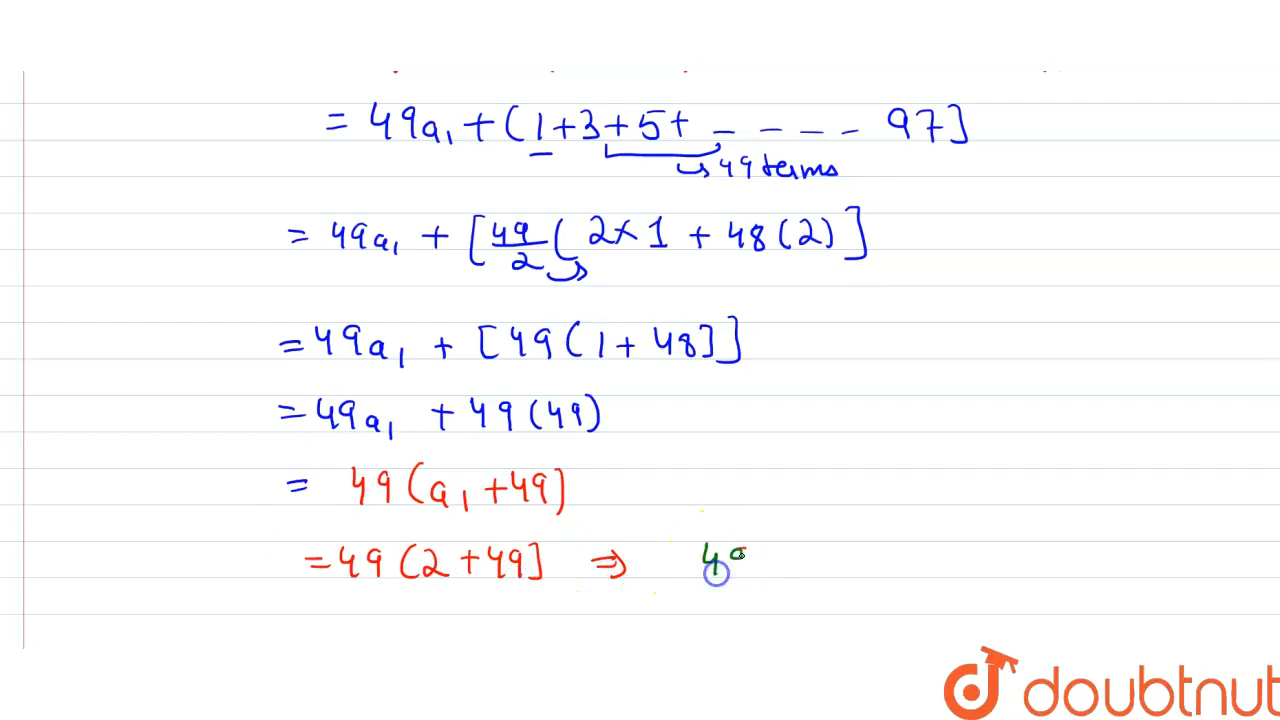 = 49a₁ + (1+3+5+ _ - - - 97]
↪ 49 terms
= 49a₁ + [49/2 ( 2×1 + 48(2) ]
= 49a₁ + [49(1+48]]
= 49a₁ + 49(49)
= 49(a₁+49]
= 49(2+49] ⇒ 49
doubtnut